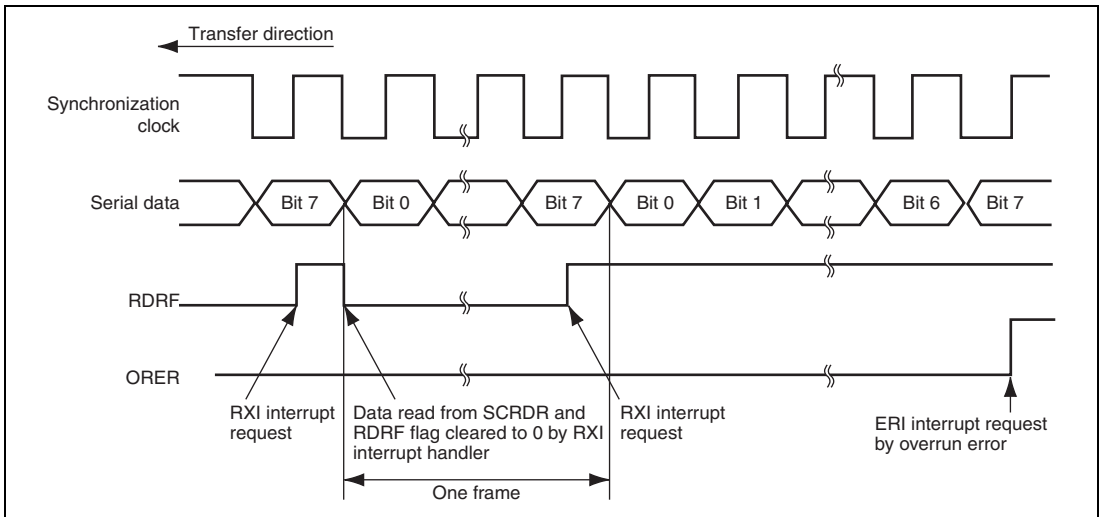 Transfer direction
Synchronization
clock
Serial data
Bit 7
Bit 0
Bit 7
Bit 0
Bit 1
Bit 6
Bit 7
RDRF
ORER
RXI interrupt
request
Data read from SCRDR and
RDRF flag cleared to 0 by RXI
interrupt handler
RXI interrupt
request
ERI interrupt request
by overrun error
One frame